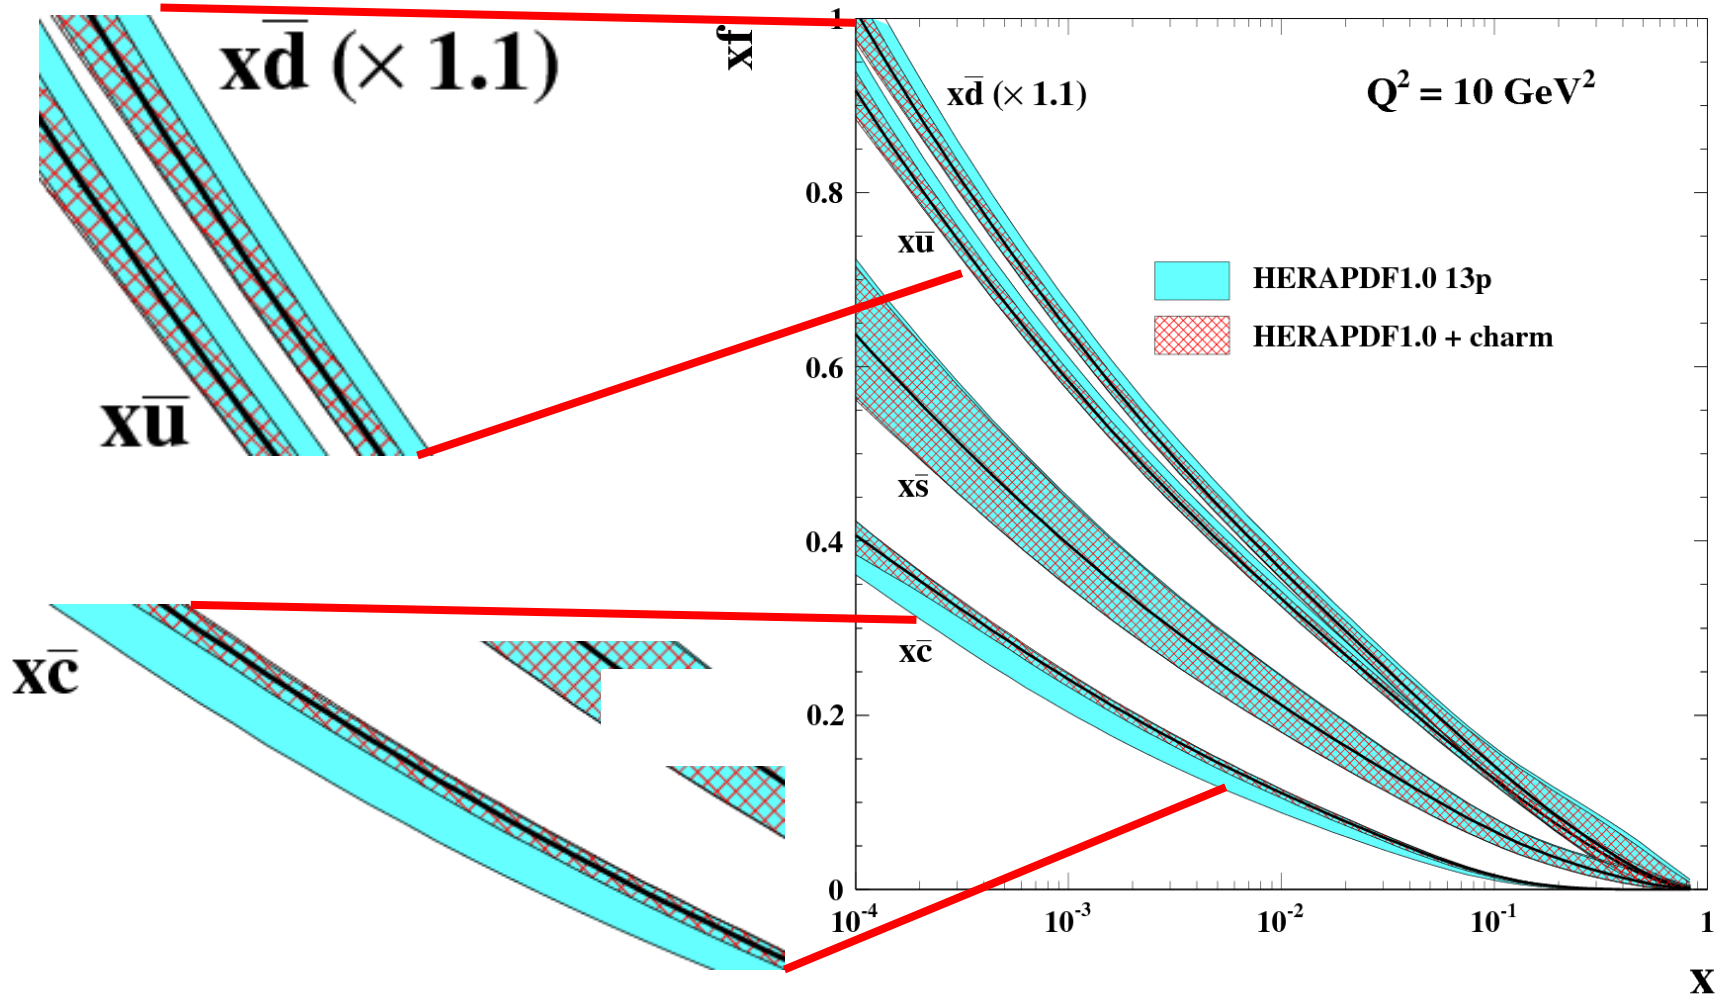 xd̅ (× 1.1)
xu̅
xc̅
xf
1
0.8
0.6
0.4
0.2
0
xd̅ (× 1.1)
Q² = 10 GeV²
xu̅
HERAPDF1.0 13p
HERAPDF1.0 + charm
xs̅
xc̅
10⁻⁴ 10⁻³ 10⁻² 10⁻¹ 1
x